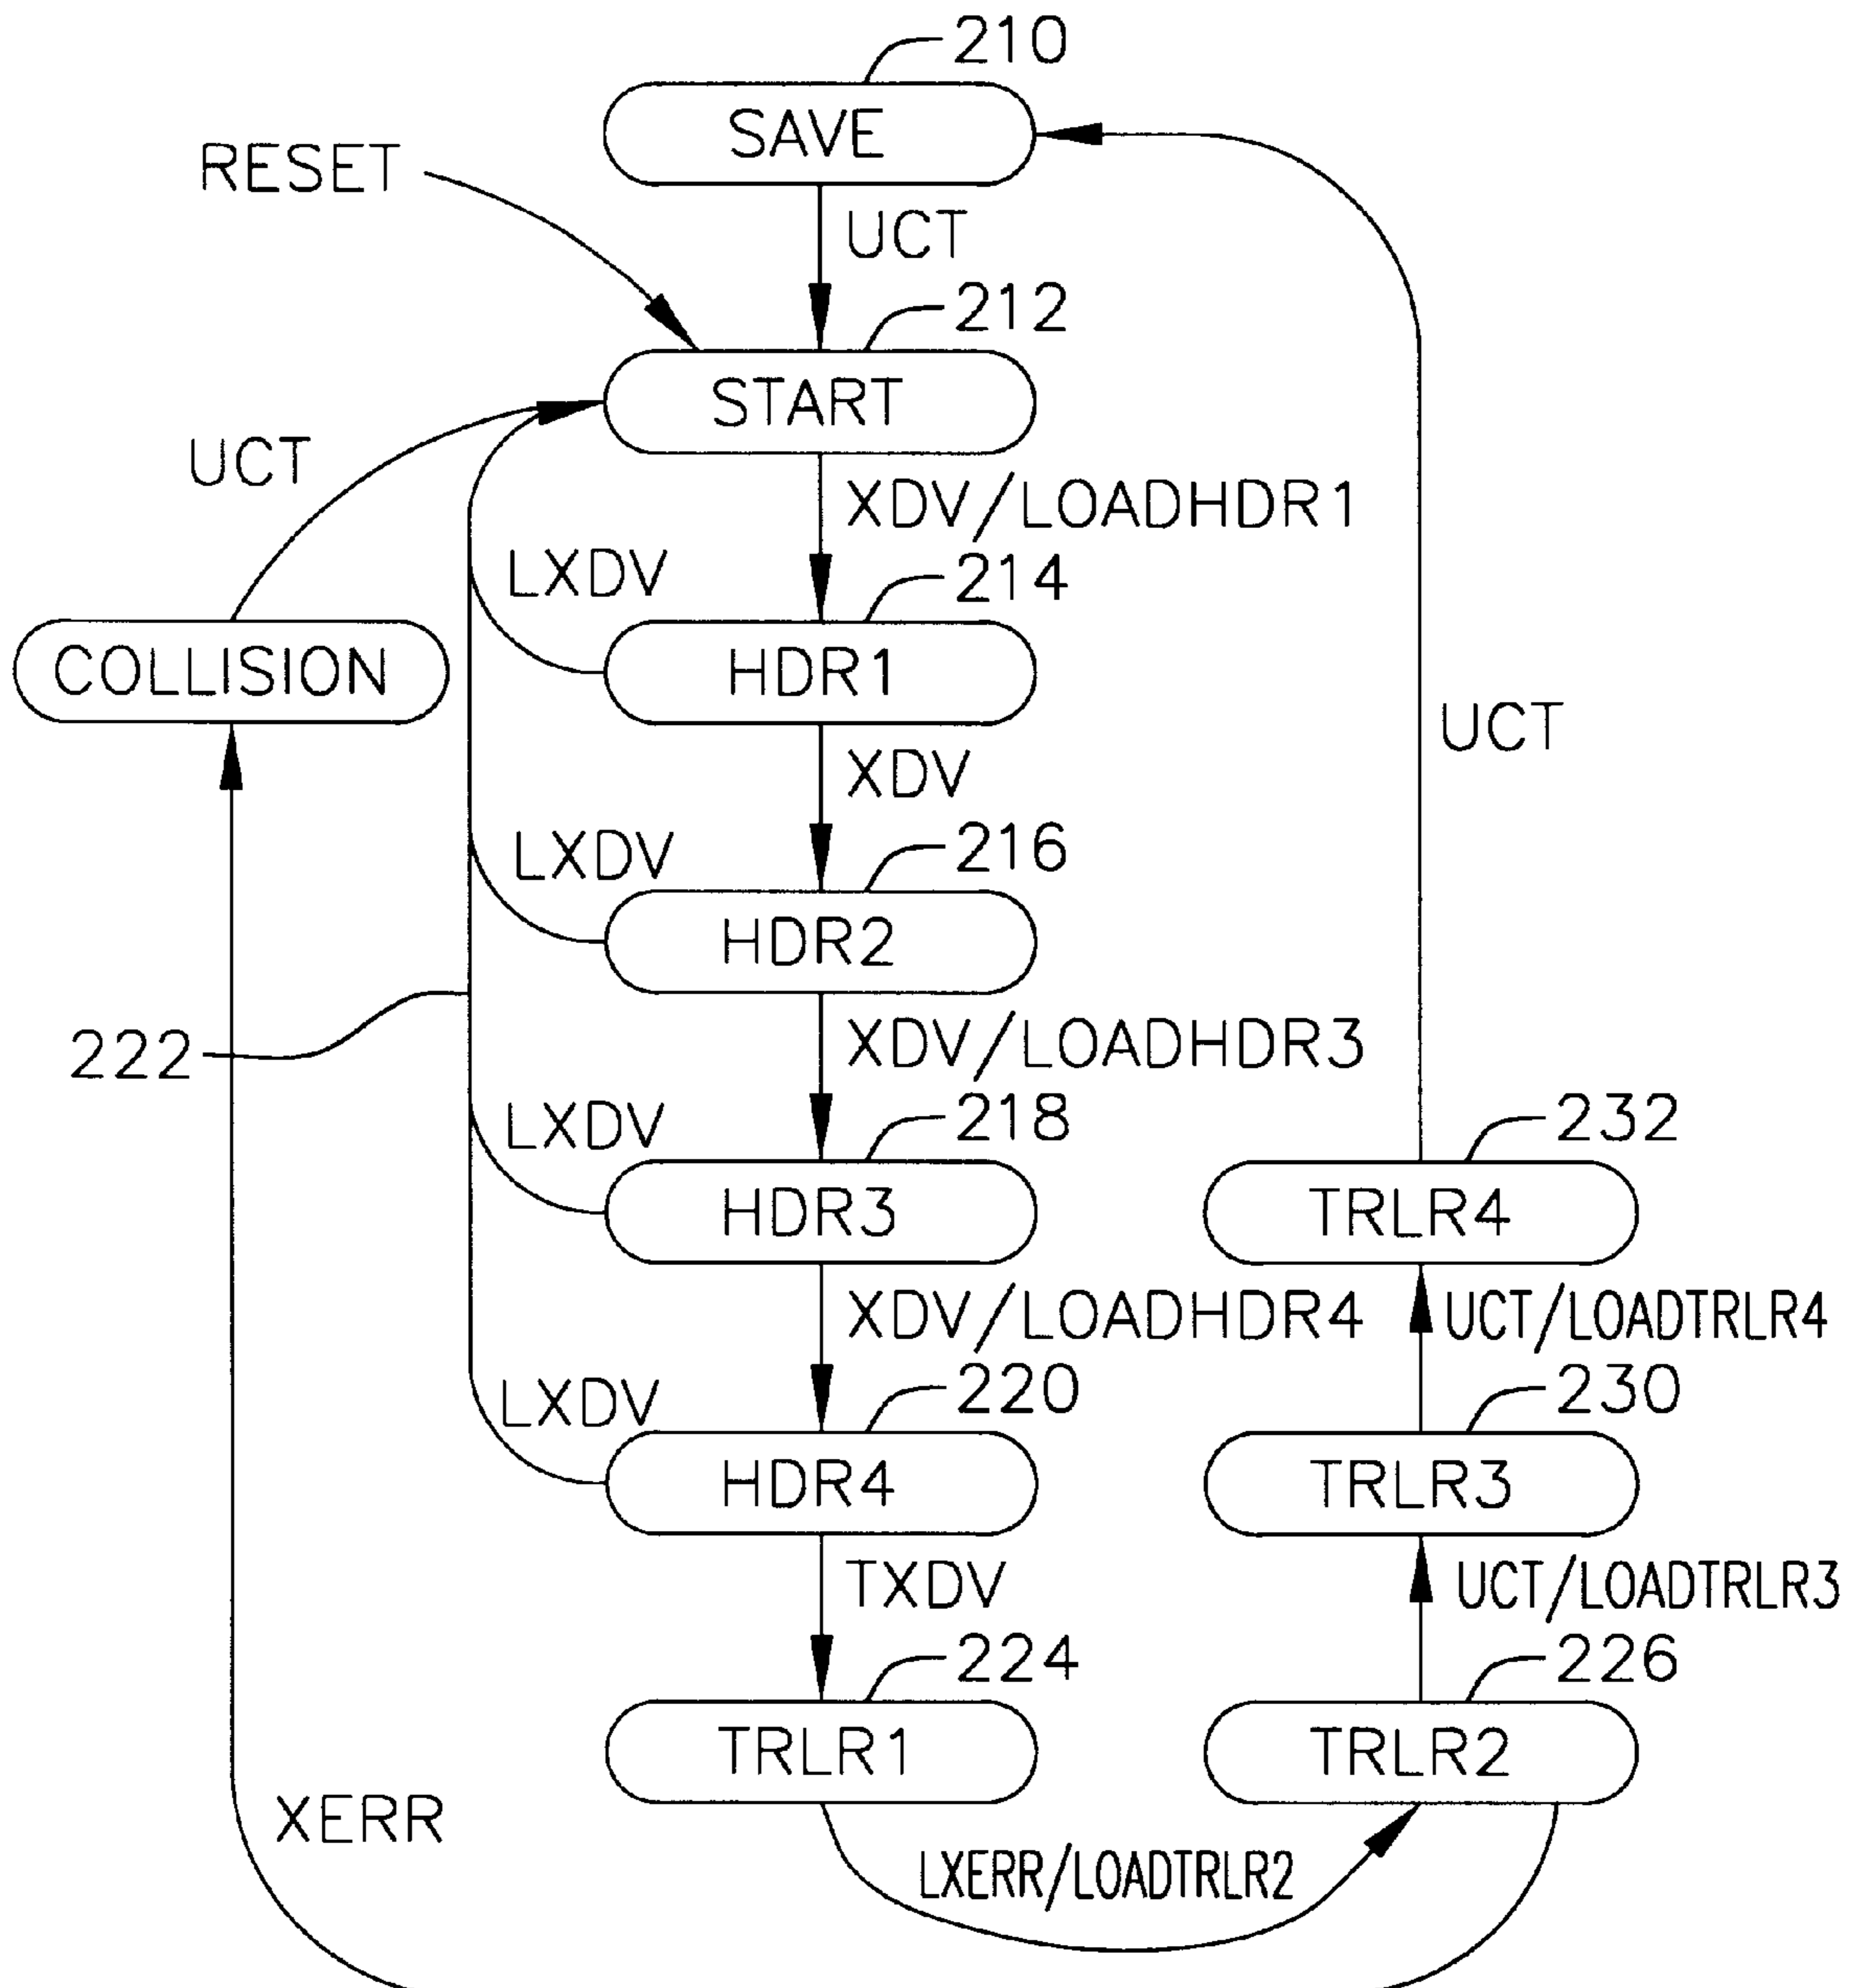 210
SAVE
RESET
UCT
212
START
UCT
XDV/LOADHDR1
LXDV
214
COLLISION
HDR1
UCT
XDV
LXDV
216
HDR2
222
XDV/LOADHDR3
LXDV
218
232
HDR3
TRLR4
XDV/LOADHDR4
UCT/LOADTRLR4
LXDV
220
230
HDR4
TRLR3
TXDV
UCT/LOADTRLR3
224
226
TRLR1
TRLR2
XERR
LXERR/LOADTRLR2